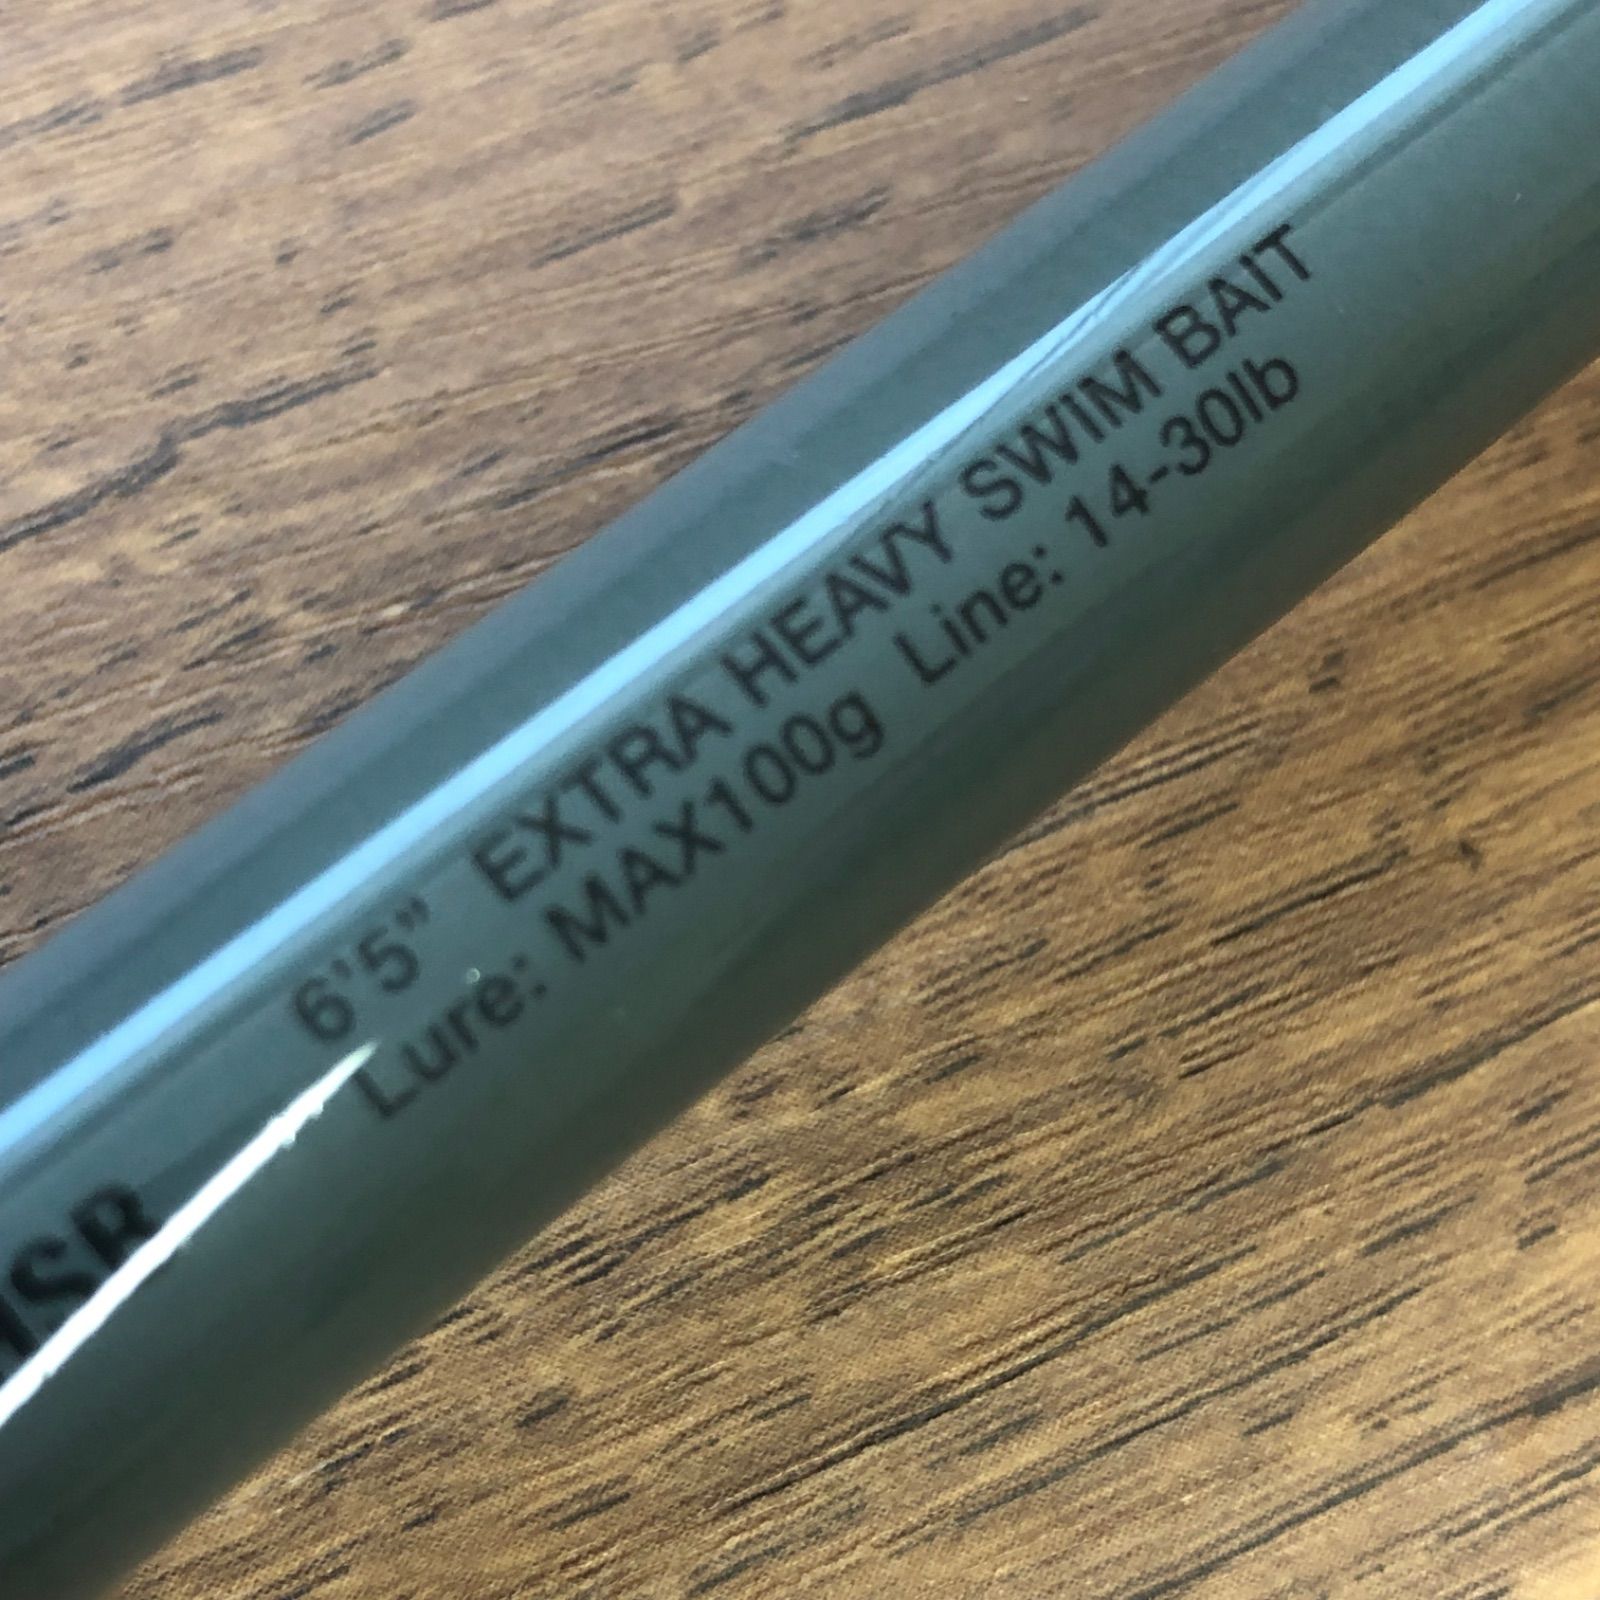 6'5" EXTRA HEAVY SWIM BAIT
Lure: MAX100g Line: 14-30lb